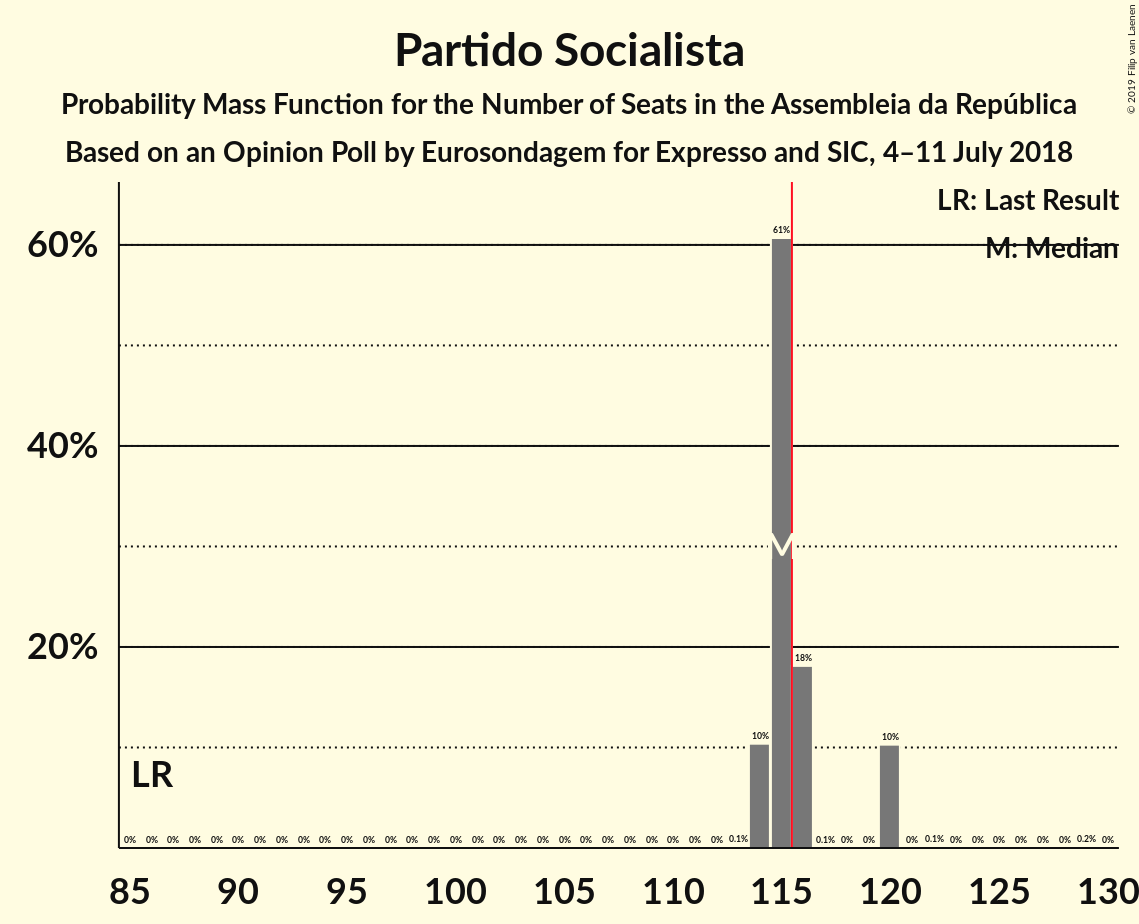 © 2019 Filip van Laenen
Partido Socialista
Probability Mass Function for the Number of Seats in the Assembleia da República
Based on an Opinion Poll by Eurosondagem for Expresso and SIC, 4–11 July 2018
LR: Last Result
M: Median
60%
40%
20%
61%
18%
10%
10%
LR
0% 0% 0% 0% 0% 0% 0% 0% 0% 0% 0% 0% 0% 0% 0% 0% 0% 0% 0% 0% 0% 0% 0% 0% 0% 0% 0% 0% 0.1% 0.1% 0% 0% 0% 0.1% 0% 0% 0% 0% 0% 0% 0.2% 0%
85 90 95 100 105 110 115 120 125 130